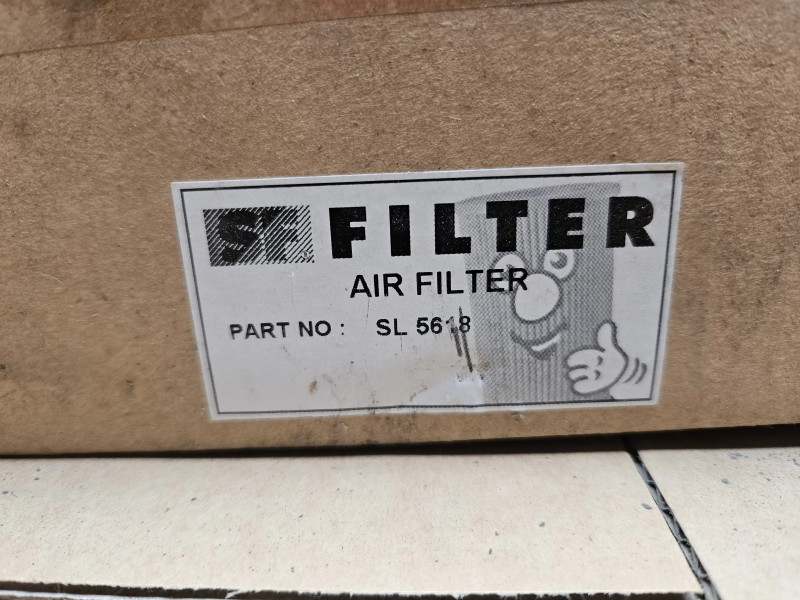 SF FILTER
AIR FILTER
PART NO : SL 5618